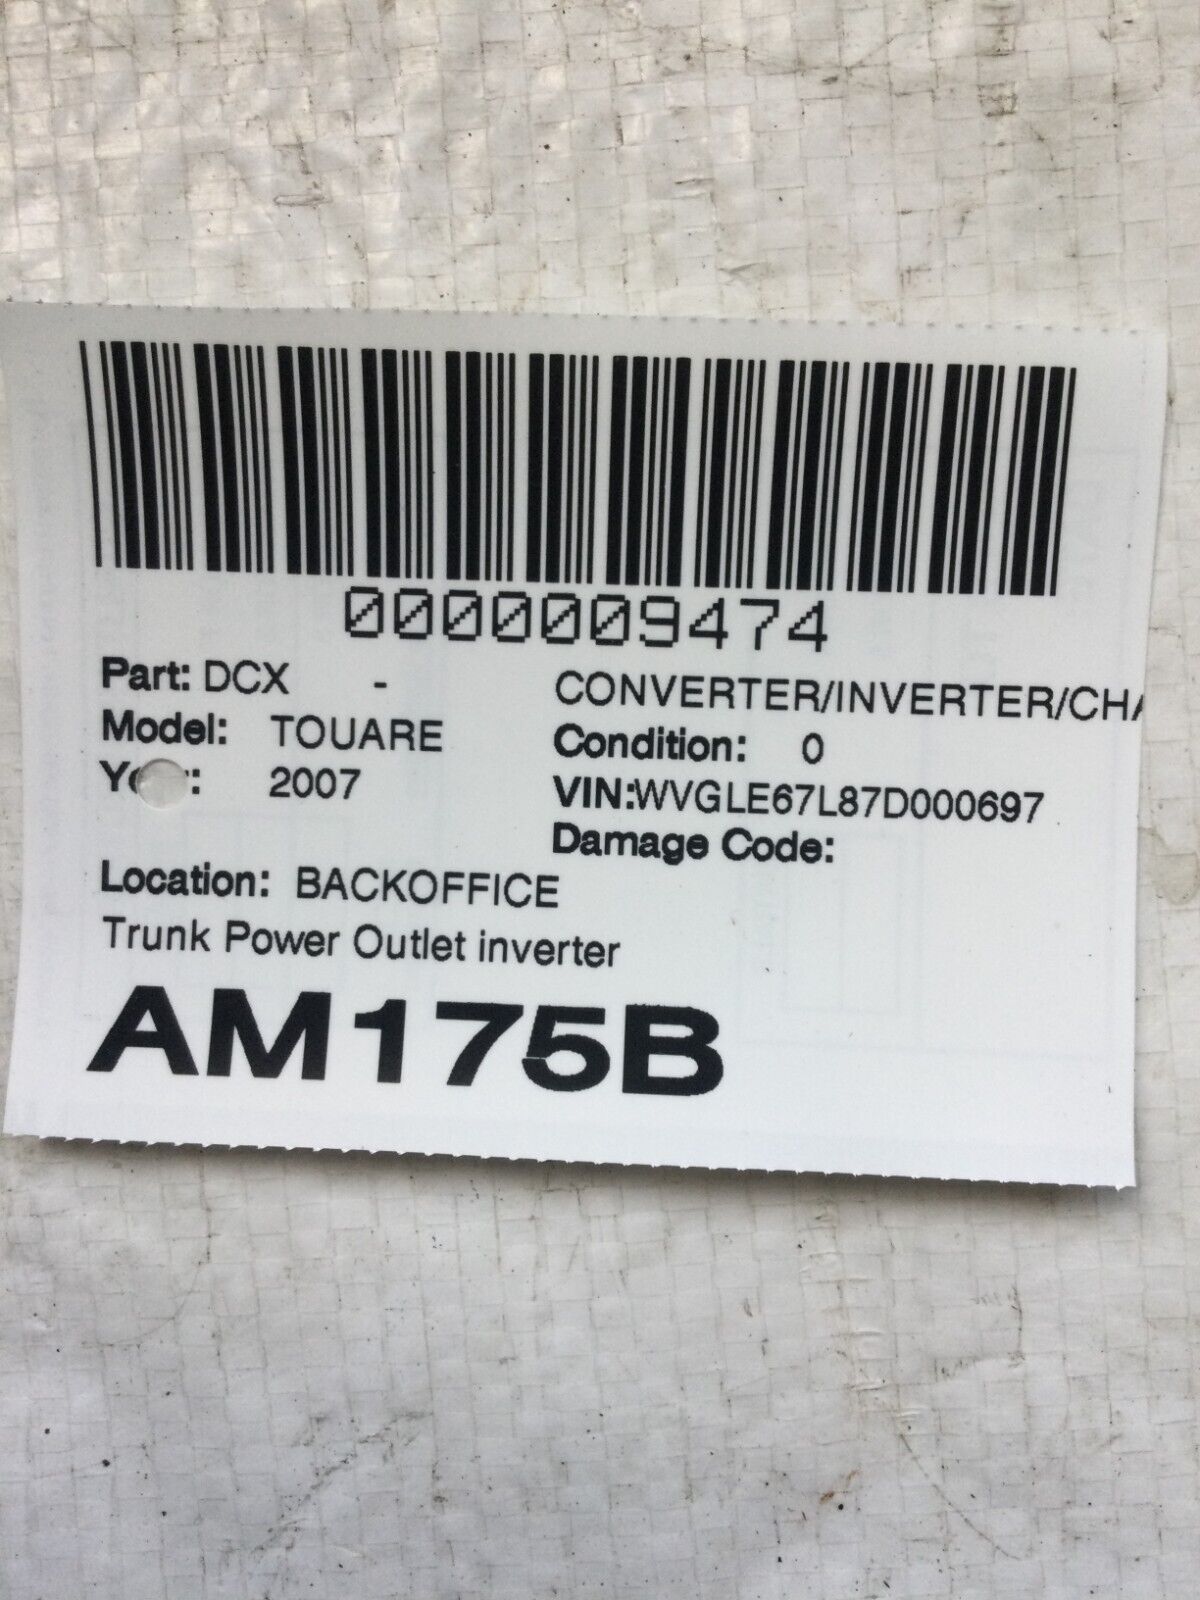 0000009474
Part: DCX - CONVERTER/INVERTER/CHA
Model: TOUARE Condition: 0
Year: 2007 VIN:WVGLE67L87D000697
Damage Code:
Location: BACKOFFICE
Trunk Power Outlet inverter
AM175B